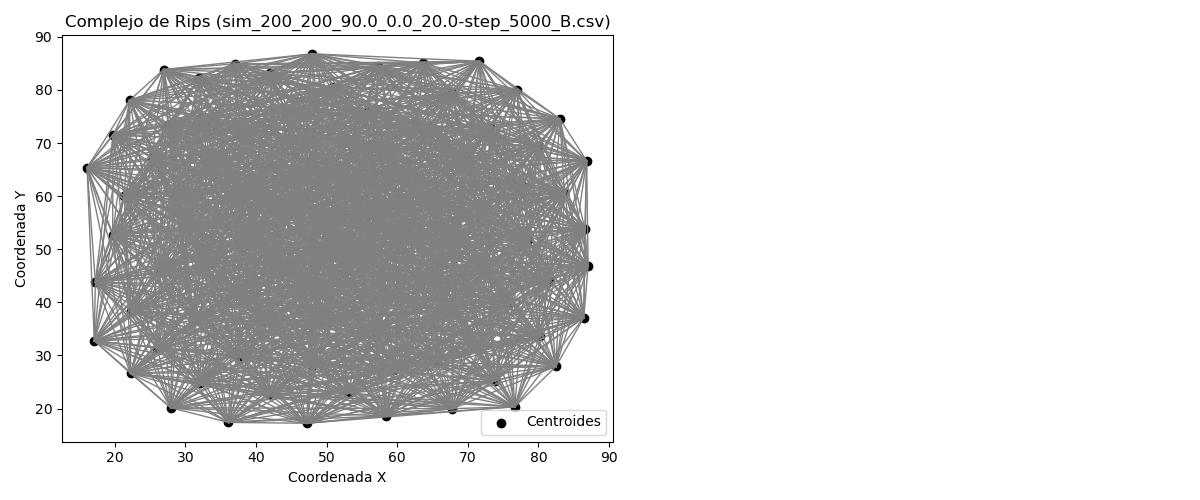 Complejo de Rips (sim_200_200_90.0_0.0_20.0-step_5000_B.csv)
90
80
70
60
50
40
30
20
Coordenada Y
Centroides
20 30 40 50 60 70 80 90
Coordenada X